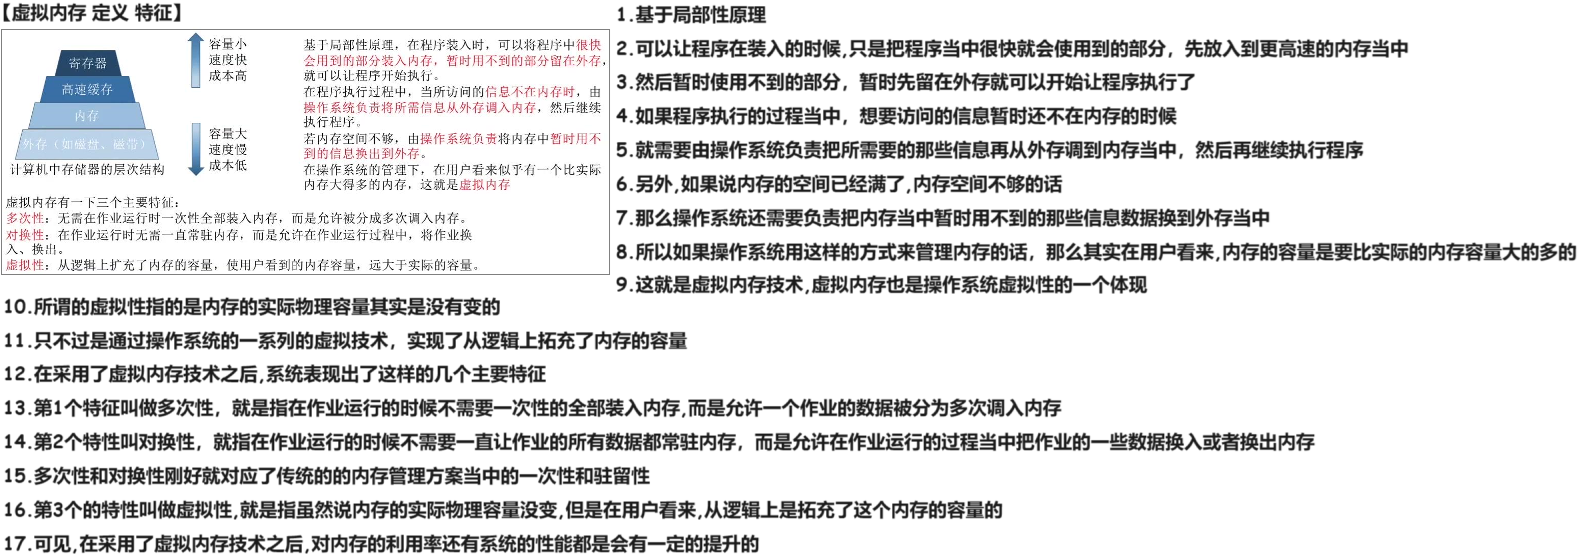 【虚拟内存 定义 特征】
寄存器
高速缓存
内存
外存（如磁盘、磁带）
计算机中存储器的层次结构
容量小
速度快
成本高
容量大
速度慢
成本低
基于局部性原理，在程序装入时，可以将程序中很快
会用到的部分装入内存，暂时用不到的部分留在外存，
就可以让程序开始执行。
在程序执行过程中，当所访问的信息不在内存时，由
操作系统负责将所需信息从外存调入内存，然后继续
执行程序。
若内存空间不够，由操作系统负责将内存中暂时用不
到的信息换出到外存。
在操作系统的管理下，在用户看来似乎有一个比实际
内存大得多的内存，这就是虚拟内存
虚拟内存有一下三个主要特征：
多次性：无需在作业运行时一次性全部装入内存，而是允许被分成多次调入内存。
对换性：在作业运行时无需一直常驻内存，而是允许在作业运行过程中，将作业换
入、换出。
虚拟性：从逻辑上扩充了内存的容量，使用户看到的内存容量，远大于实际的容量。
1.基于局部性原理
2.可以让程序在装入的时候,只是把程序当中很快就会使用到的部分，先放入到更高速的内存当中
3.然后暂时使用不到的部分，暂时先留在外存就可以开始让程序执行了
4.如果程序执行的过程当中，想要访问的信息暂时还不在内存的时候
5.就需要由操作系统负责把所需要的那些信息再从外存调到内存当中，然后再继续执行程序
6.另外,如果说内存的空间已经满了,内存空间不够的话
7.那么操作系统还需要负责把内存当中暂时用不到的那些信息数据换到外存当中
8.所以如果操作系统用这样的方式来管理内存的话，那么其实在用户看来,内存的容量是要比实际的内存容量大的多的
9.这就是虚拟内存技术,虚拟内存也是操作系统虚拟性的一个体现
10.所谓的虚拟性指的是内存的实际物理容量其实是没有变的
11.只不过是通过操作系统的一系列的虚拟技术，实现了从逻辑上拓充了内存的容量
12.在采用了虚拟内存技术之后,系统表现出了这样的几个主要特征
13.第1个特征叫做多次性，就是指在作业运行的时候不需要一次性的全部装入内存,而是允许一个作业的数据被分为多次调入内存
14.第2个特性叫对换性，就指在作业运行的时候不需要一直让作业的所有数据都常驻内存，而是允许在作业运行的过程当中把作业的一些数据换入或者换出内存
15.多次性和对换性刚好就对应了传统的的内存管理方案当中的一次性和驻留性
16.第3个的特性叫做虚拟性,就是指虽然说内存的实际物理容量没变,但是在用户看来,从逻辑上是拓充了这个内存的容量的
17.可见,在采用了虚拟内存技术之后,对内存的利用率还有系统的性能都是会有一定的提升的